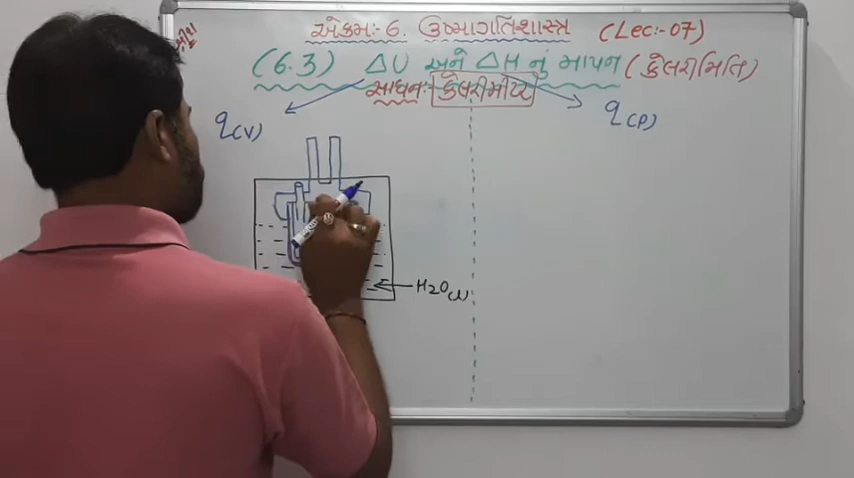 એકમ:- 6. ઉષ્માગતિશાસ્ત્ર (Lec:-07)
(6.3) ΔU અને ΔH નું માપન (કેલરીમિતિ)
સાધન:- કેલરીમીટર
q(V) q(P)
H2O(l)